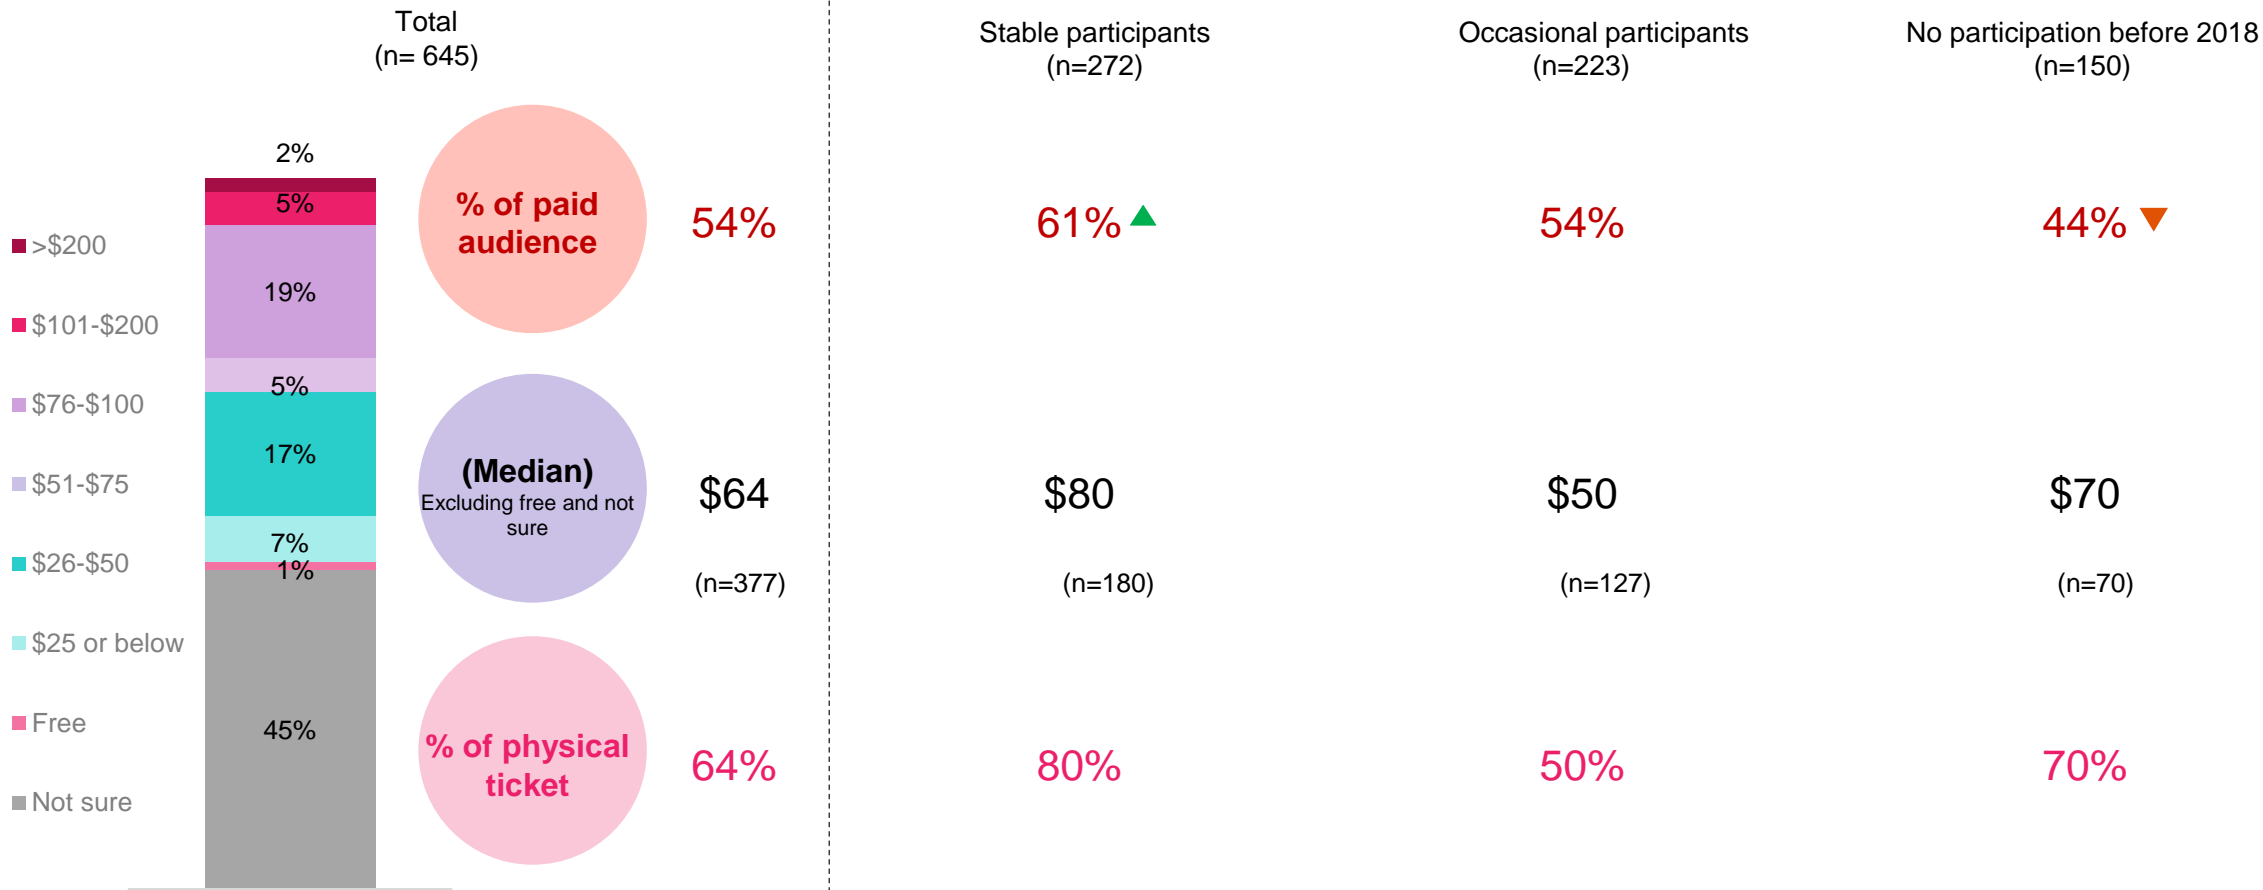 Total
(n= 645)
Stable participants
(n=272)
Occasional participants
(n=223)
No participation before 2018
(n=150)
>$200
$101-$200
$76-$100
$51-$75
$26-$50
$25 or below
Free
Not sure
2%
5%
19%
5%
17%
7%
1%
45%
% of paid
audience
54%
61%
54%
44%
(Median)
Excluding free and not
sure
$64
$80
$50
$70
(n=377)
(n=180)
(n=127)
(n=70)
% of physical
ticket
64%
80%
50%
70%